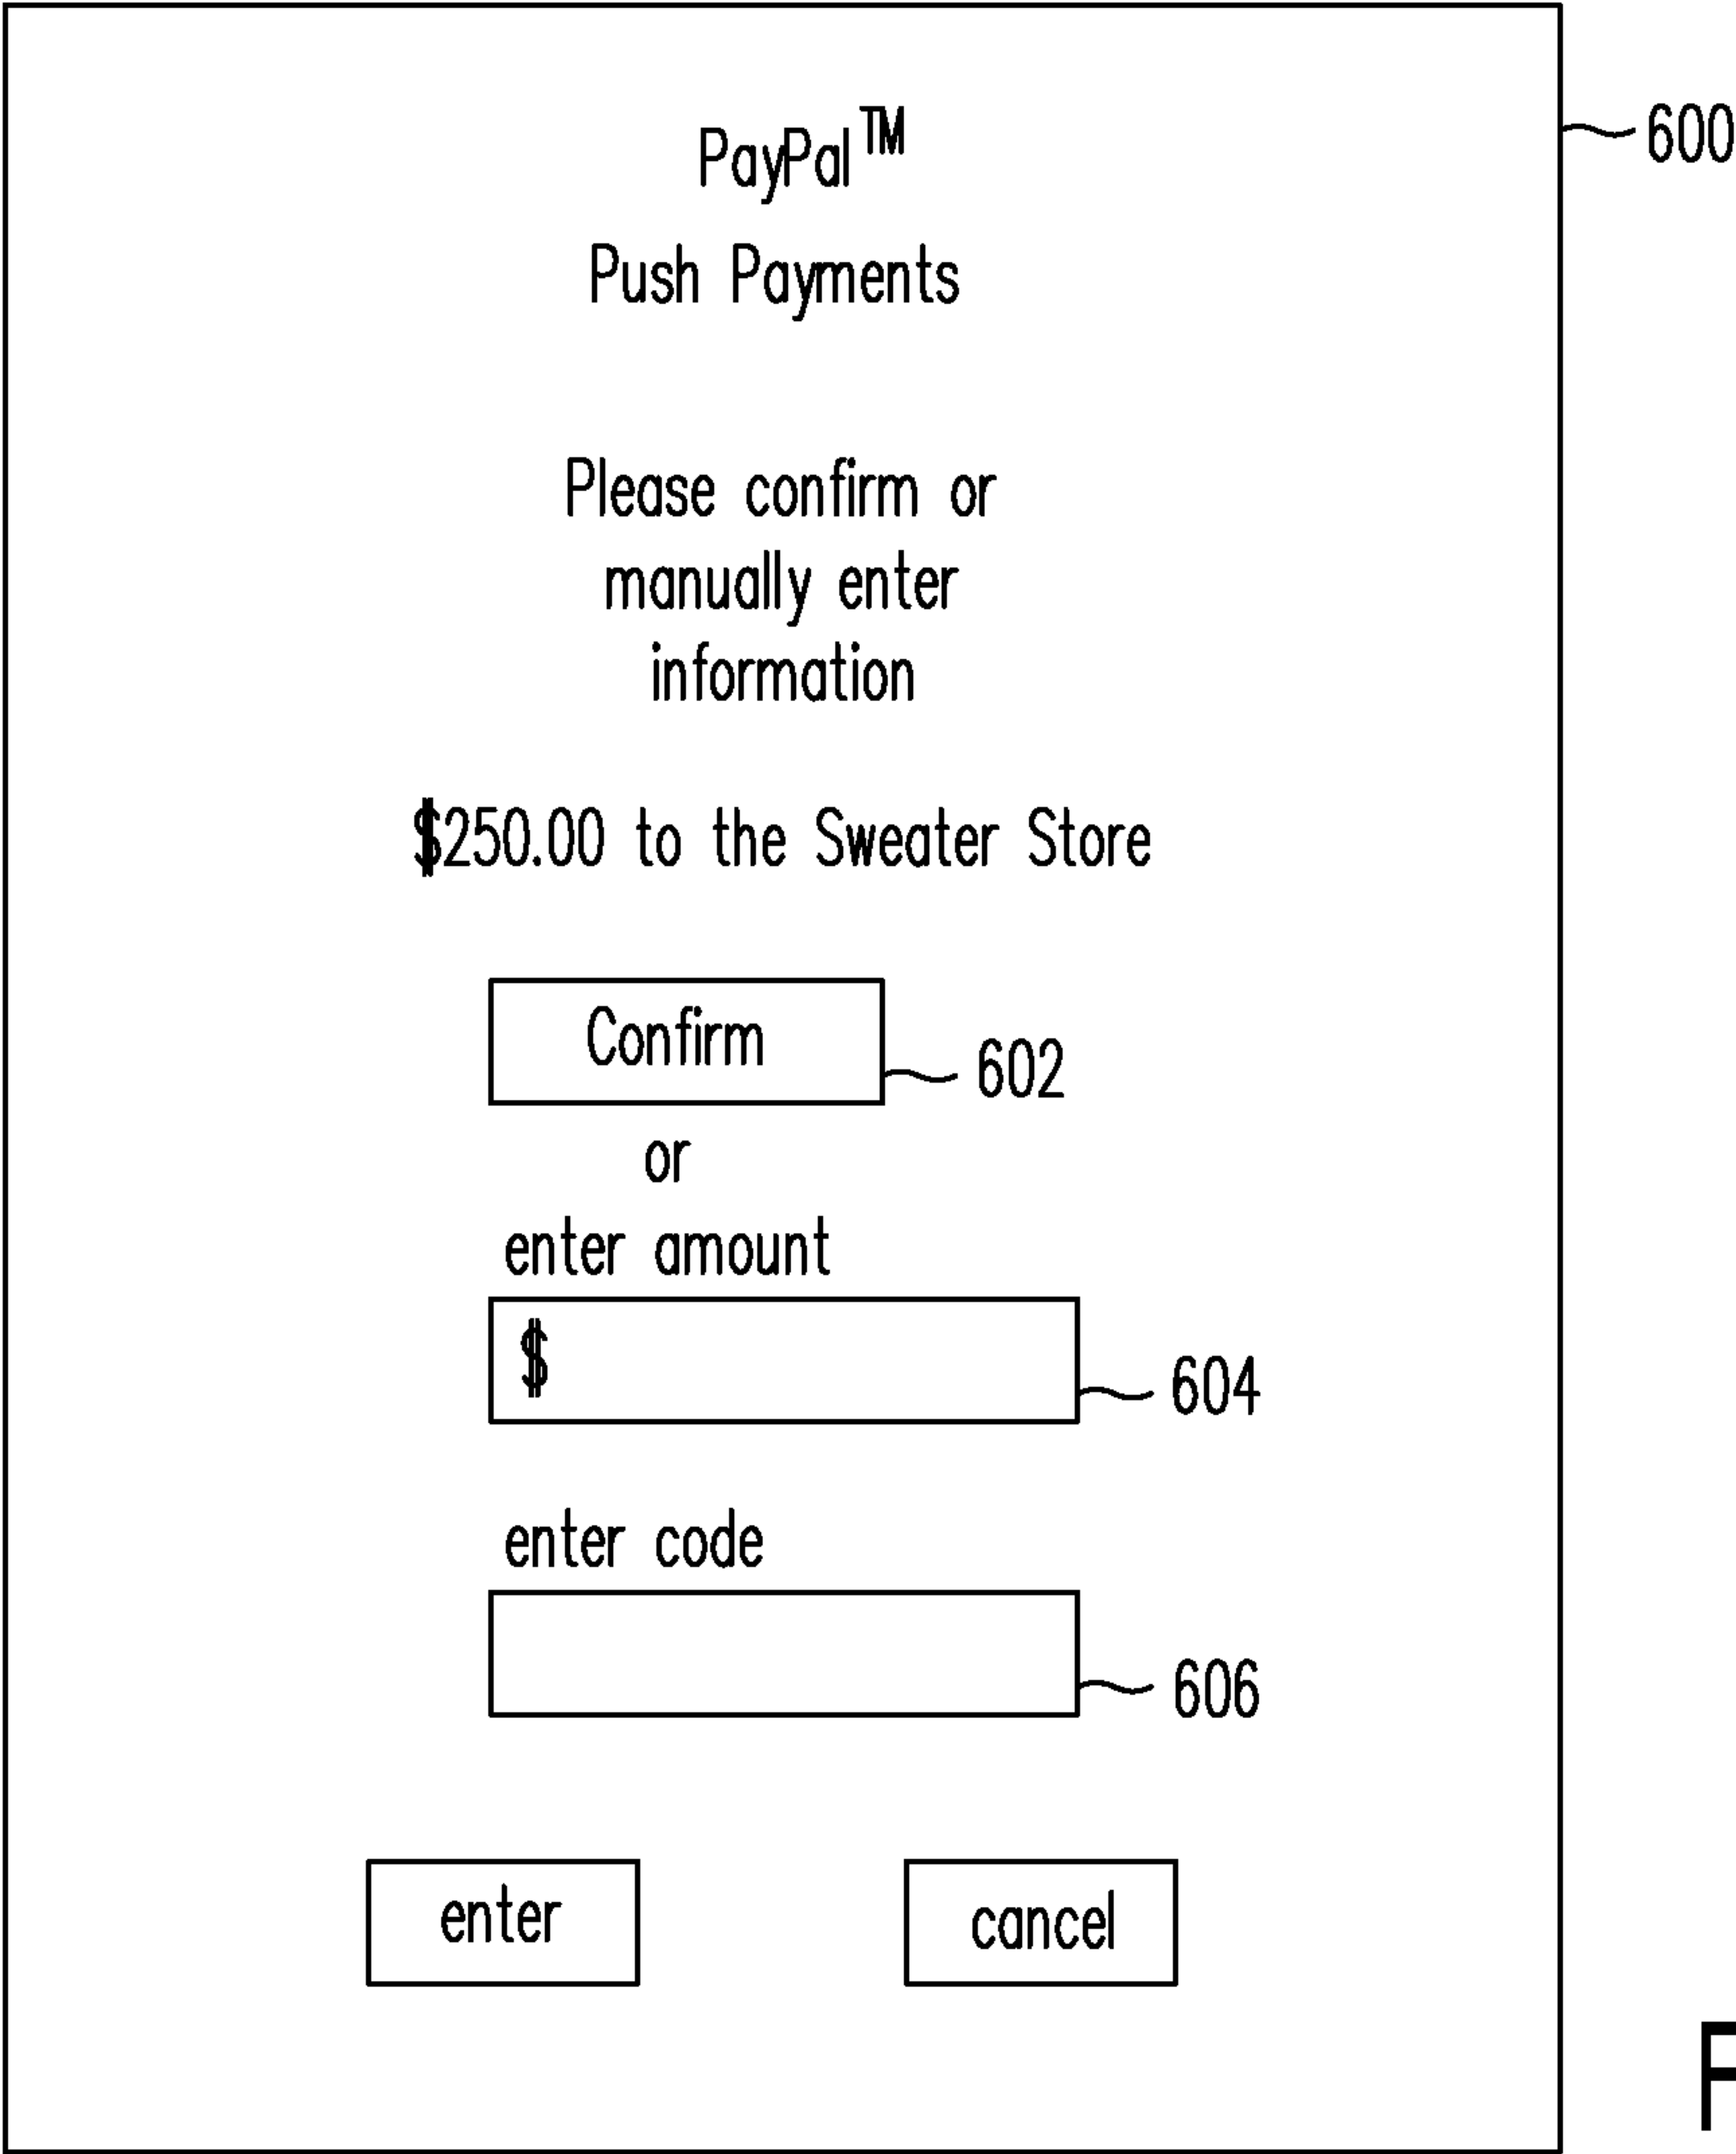 PayPal™
600
Push Payments
Please confirm or
manually enter
information
$250.00 to the Sweater Store
Confirm
602
or
enter amount
$
604
enter code
606
enter
cancel
F